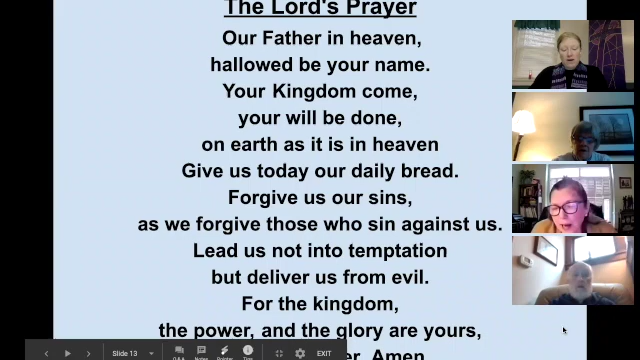 The Lord's Prayer
Our Father in heaven,
hallowed be your name.
Your Kingdom come,
your will be done,
on earth as it is in heaven
Give us today our daily bread.
Forgive us our sins,
as we forgive those who sin against us.
Lead us not into temptation
but deliver us from evil.
For the kingdom,
the power, and the glory are yours,
Amen
Slide 13
Q&A Notes Pointer Tips EXIT